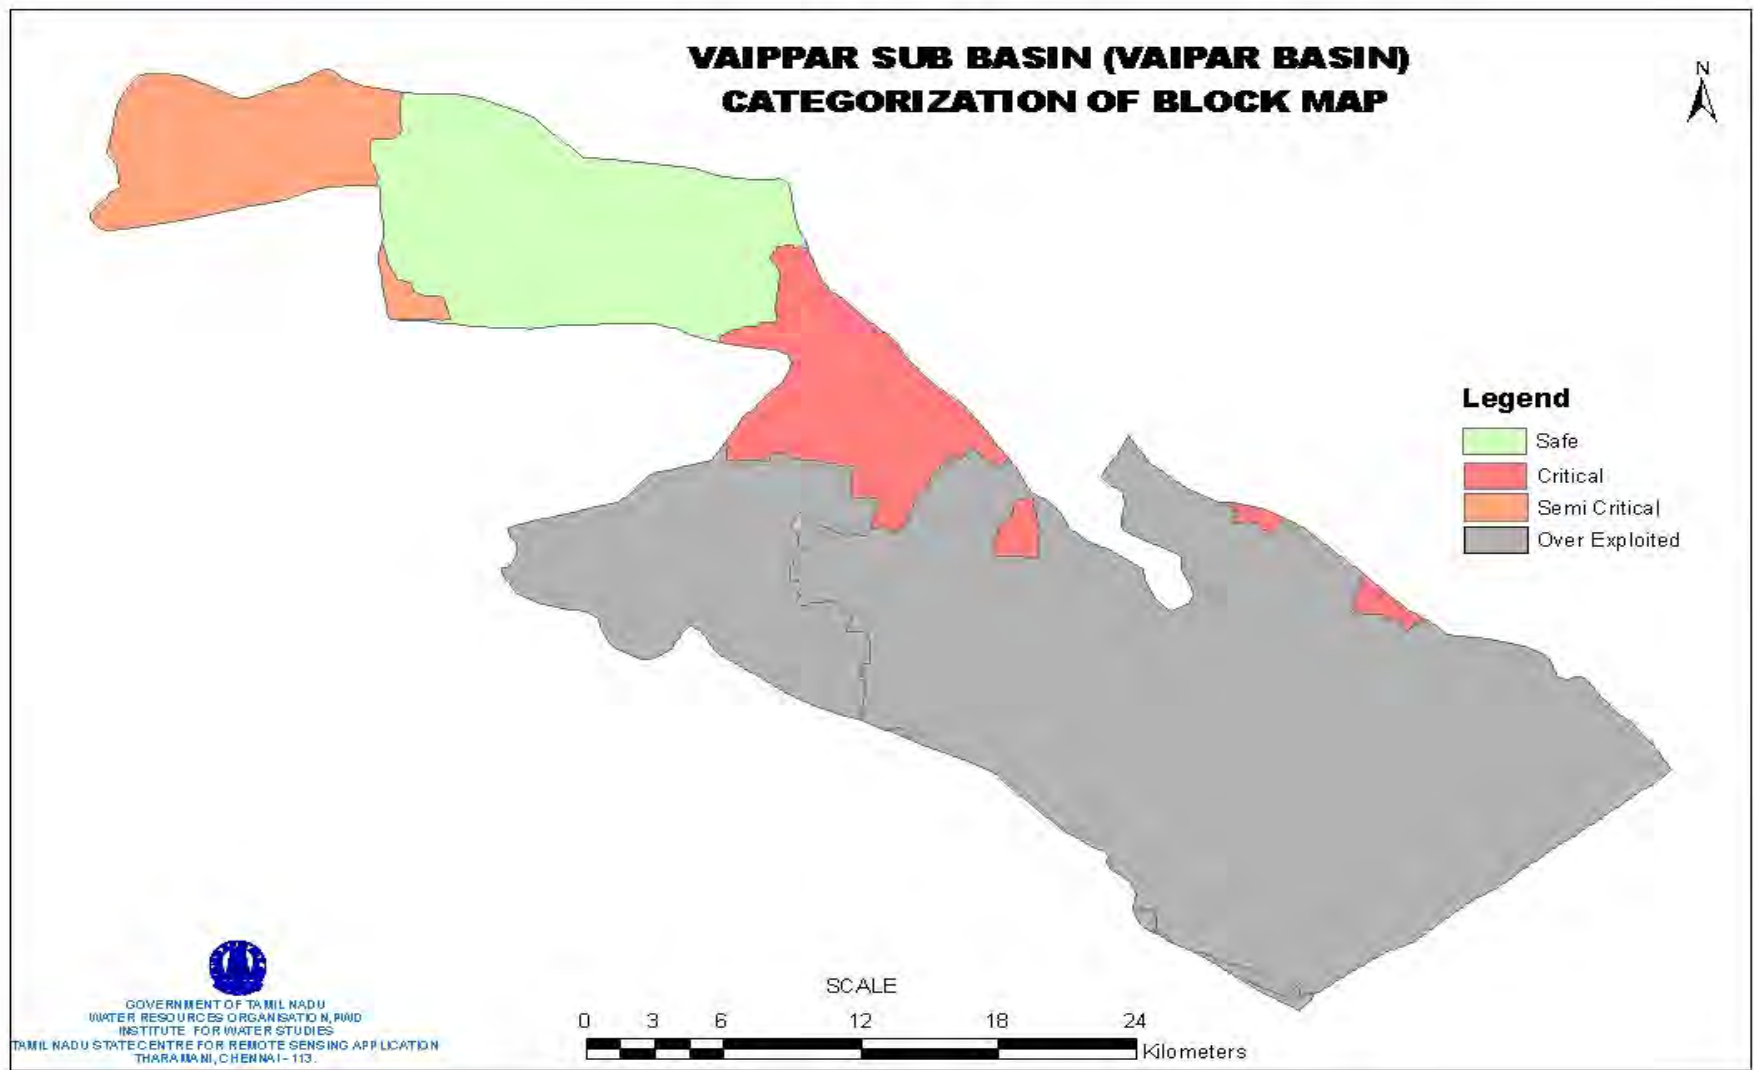 VAIPPAR SUB BASIN (VAIPAR BASIN)
CATEGORIZATION OF BLOCK MAP
N
Legend
Safe
Critical
Semi Critical
Over Exploited
SCALE
0 3 6 12 18 24
Kilometers
GOVERNMENT OF TAMIL NADU
WATER RESOURCES ORGANISATION, PWD
INSTITUTE FOR WATER STUDIES
TAMIL NADU STATE CENTRE FOR REMOTE SENSING APPLICATION
THARAMANI, CHENNAI - 113.